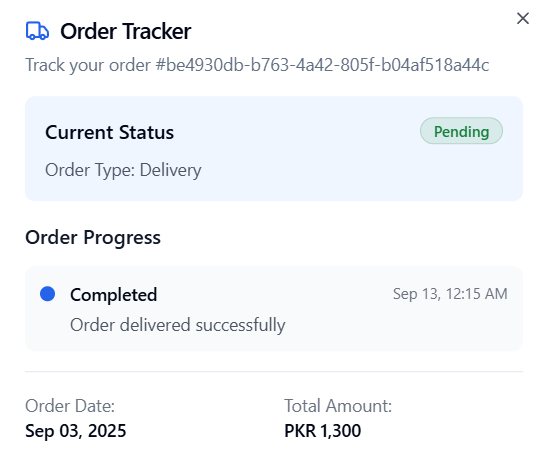 Order Tracker
Track your order #be4930db-b763-4a42-805f-b04af518a44c
Current Status
Pending
Order Type: Delivery
Order Progress
Completed
Sep 13, 12:15 AM
Order delivered successfully
Order Date:
Total Amount:
Sep 03, 2025
PKR 1,300